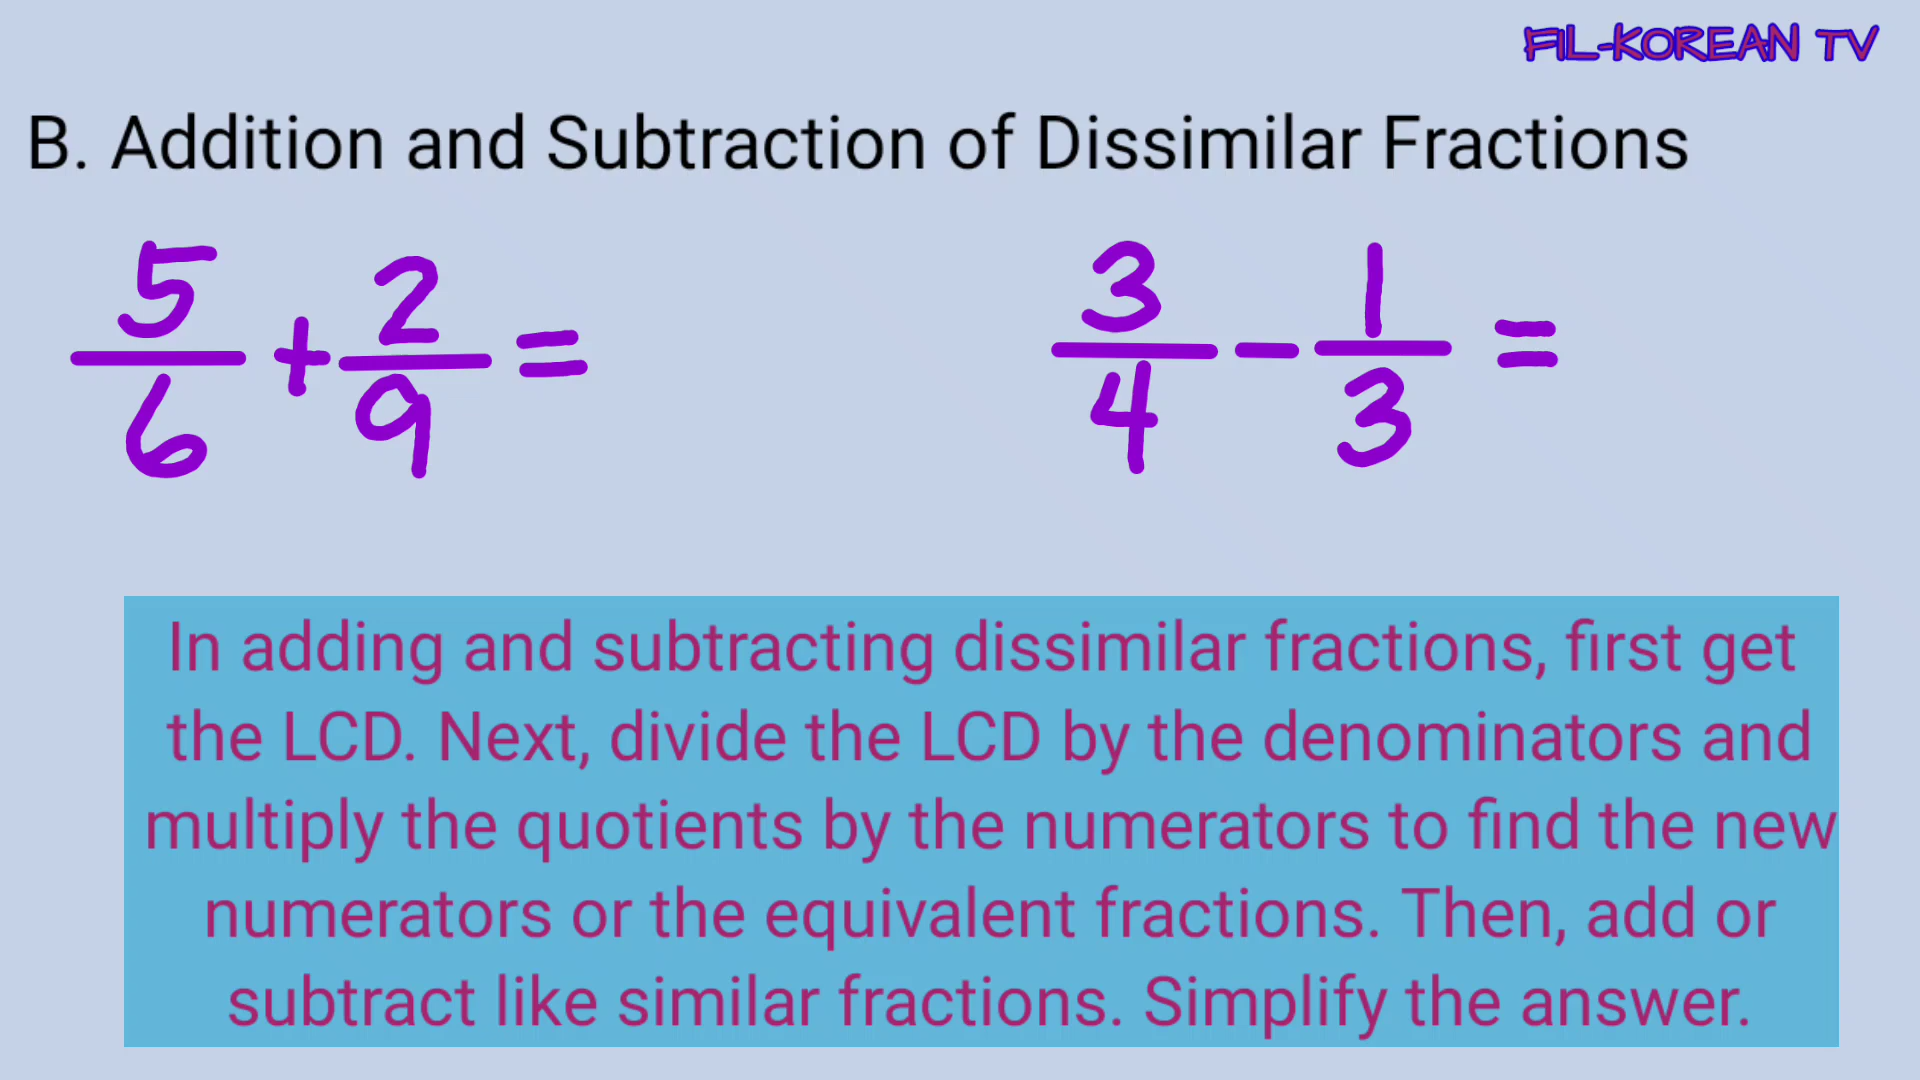 FIL-KOREAN TV
B. Addition and Subtraction of Dissimilar Fractions
5/6 + 2/9 =
3/4 - 1/3 =
In adding and subtracting dissimilar fractions, first get
the LCD. Next, divide the LCD by the denominators and
multiply the quotients by the numerators to find the new
numerators or the equivalent fractions. Then, add or
subtract like similar fractions. Simplify the answer.